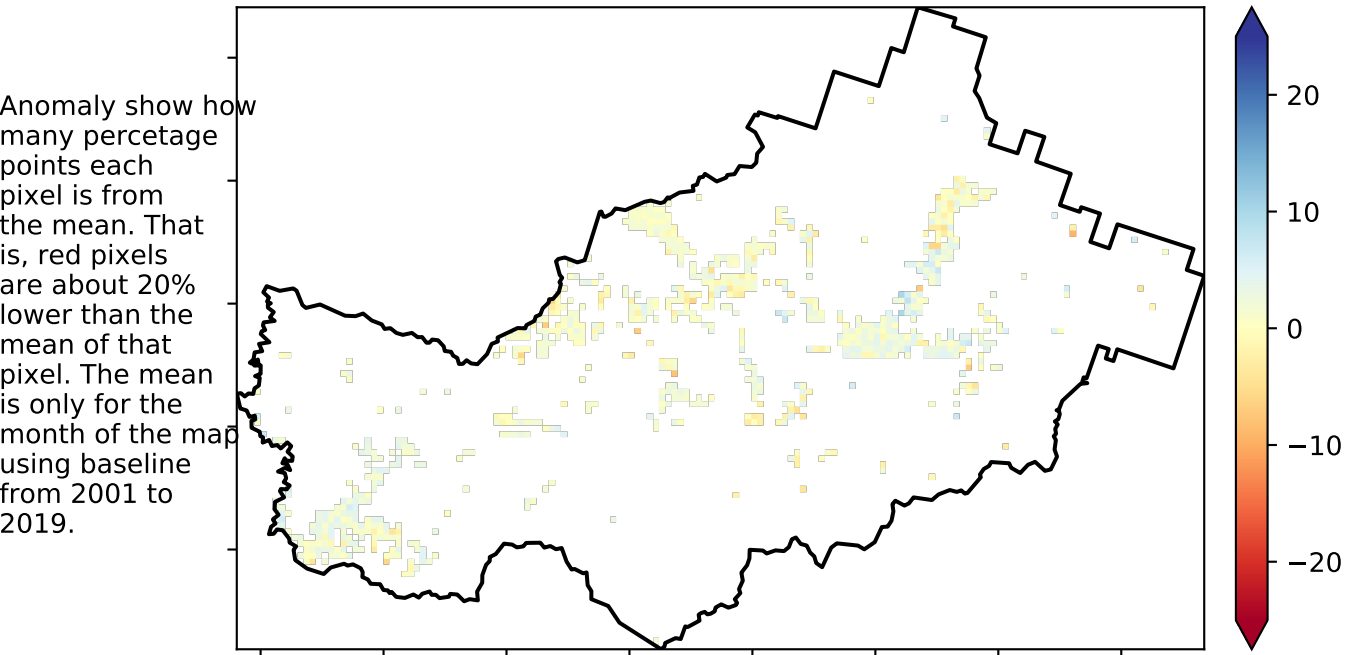 Anomaly show how
many percetage
points each
pixel is from
the mean. That
is, red pixels
are about 20%
lower than the
mean of that
pixel. The mean
is only for the
month of the map
using baseline
from 2001 to
2019.
20
10
0
−10
−20